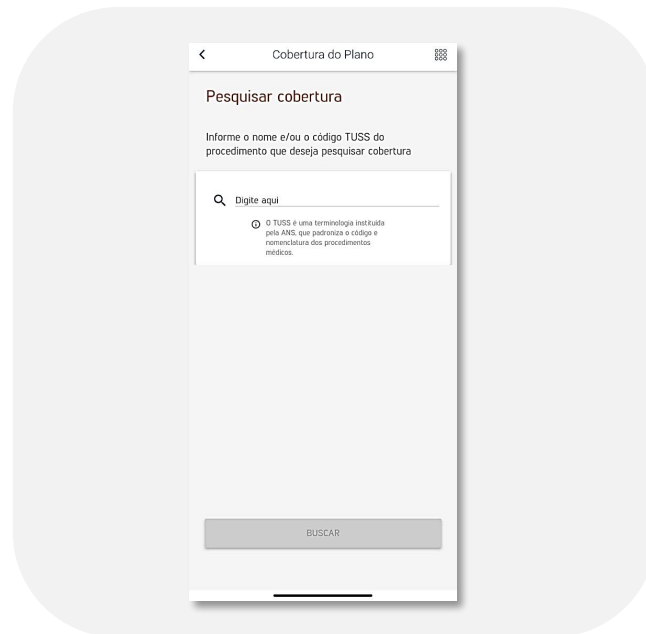 Cobertura do Plano
Pesquisar cobertura
Informe o nome e/ou o código TUSS do
procedimento que deseja pesquisar cobertura
Digite aqui
O TUSS é uma terminologia instituída
pela ANS, que padroniza o código e
nomenclatura dos procedimentos
médicos.
BUSCAR